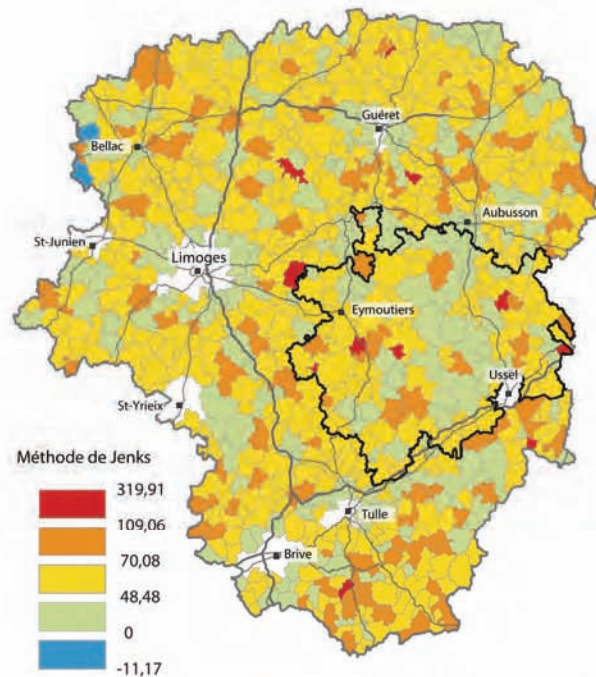 Guéret
Bellac
Aubusson
St-Junien
Limoges
Eymoutiers
Ussel
St-Yrieix
Méthode de Jenks
319,91
109,06
70,08
48,48
0
-11,17
Tulle
Brive